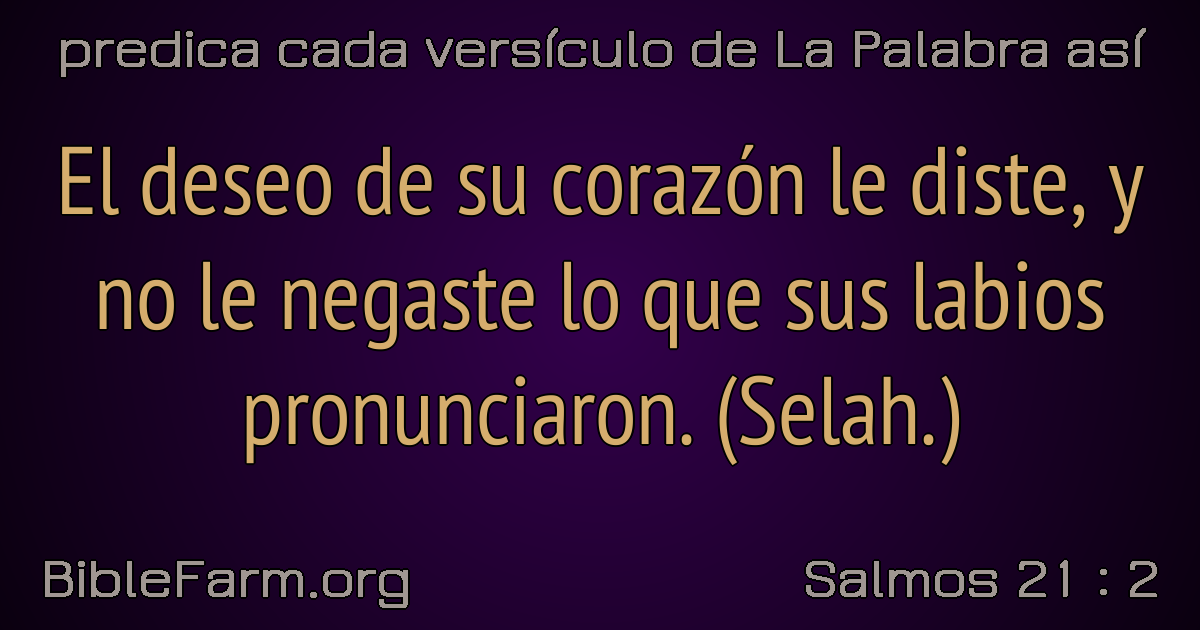 predica cada versículo de La Palabra así
El deseo de su corazón le diste, y
no le negaste lo que sus labios
pronunciaron. (Selah.)
BibleFarm.org
Salmos 21 : 2